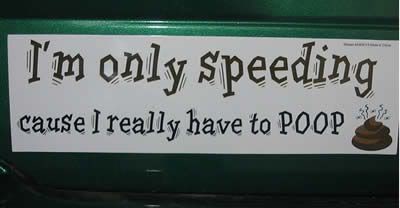 I'm only speeding
cause I really have to POOP